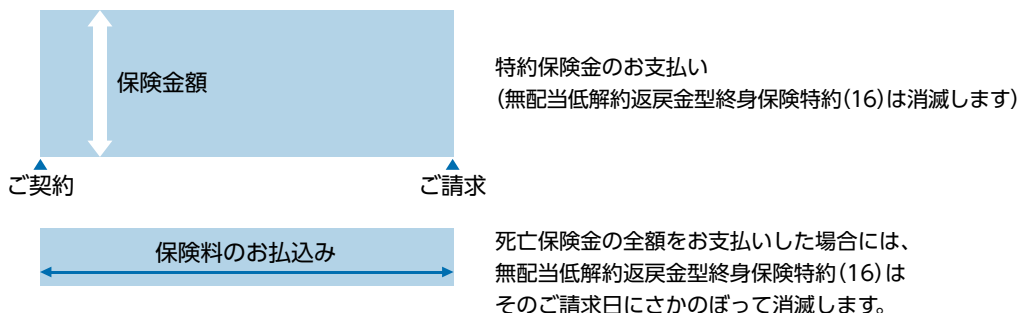 保険金額
特約保険金のお支払い
(無配当低解約返戻金型終身保険特約(16)は消滅します)
ご契約
ご請求
保険料のお払込み
死亡保険金の全額をお支払いした場合には、
無配当低解約返戻金型終身保険特約(16)は
そのご請求日にさかのぼって消滅します。